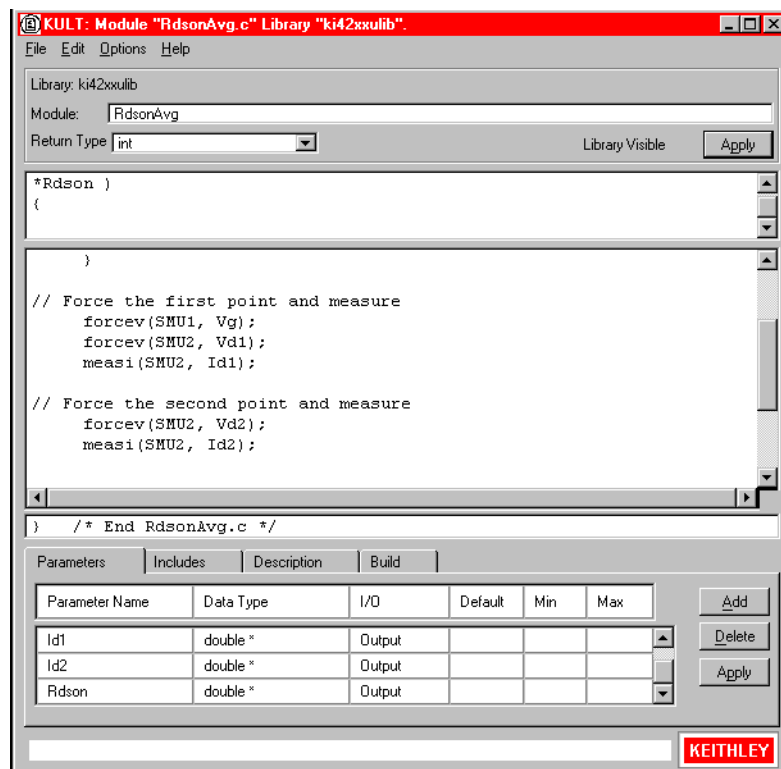 KULT: Module "RdsonAvg.c" Library "ki42xxulib".
File Edit Options Help
Library: ki42xxulib
Module: RdsonAvg
Return Type int Library Visible Apply
*Rdson )
{
}
// Force the first point and measure
forcev(SMU1, Vg);
forcev(SMU2, Vd1);
measi(SMU2, Id1);
// Force the second point and measure
forcev(SMU2, Vd2);
measi(SMU2, Id2);
} /* End RdsonAvg.c */
Parameters Includes Description Build
Parameter Name Data Type I/O Default Min Max Add
Id1 double * Output Delete
Id2 double * Output
Rdson double * Output Apply
KEITHLEY